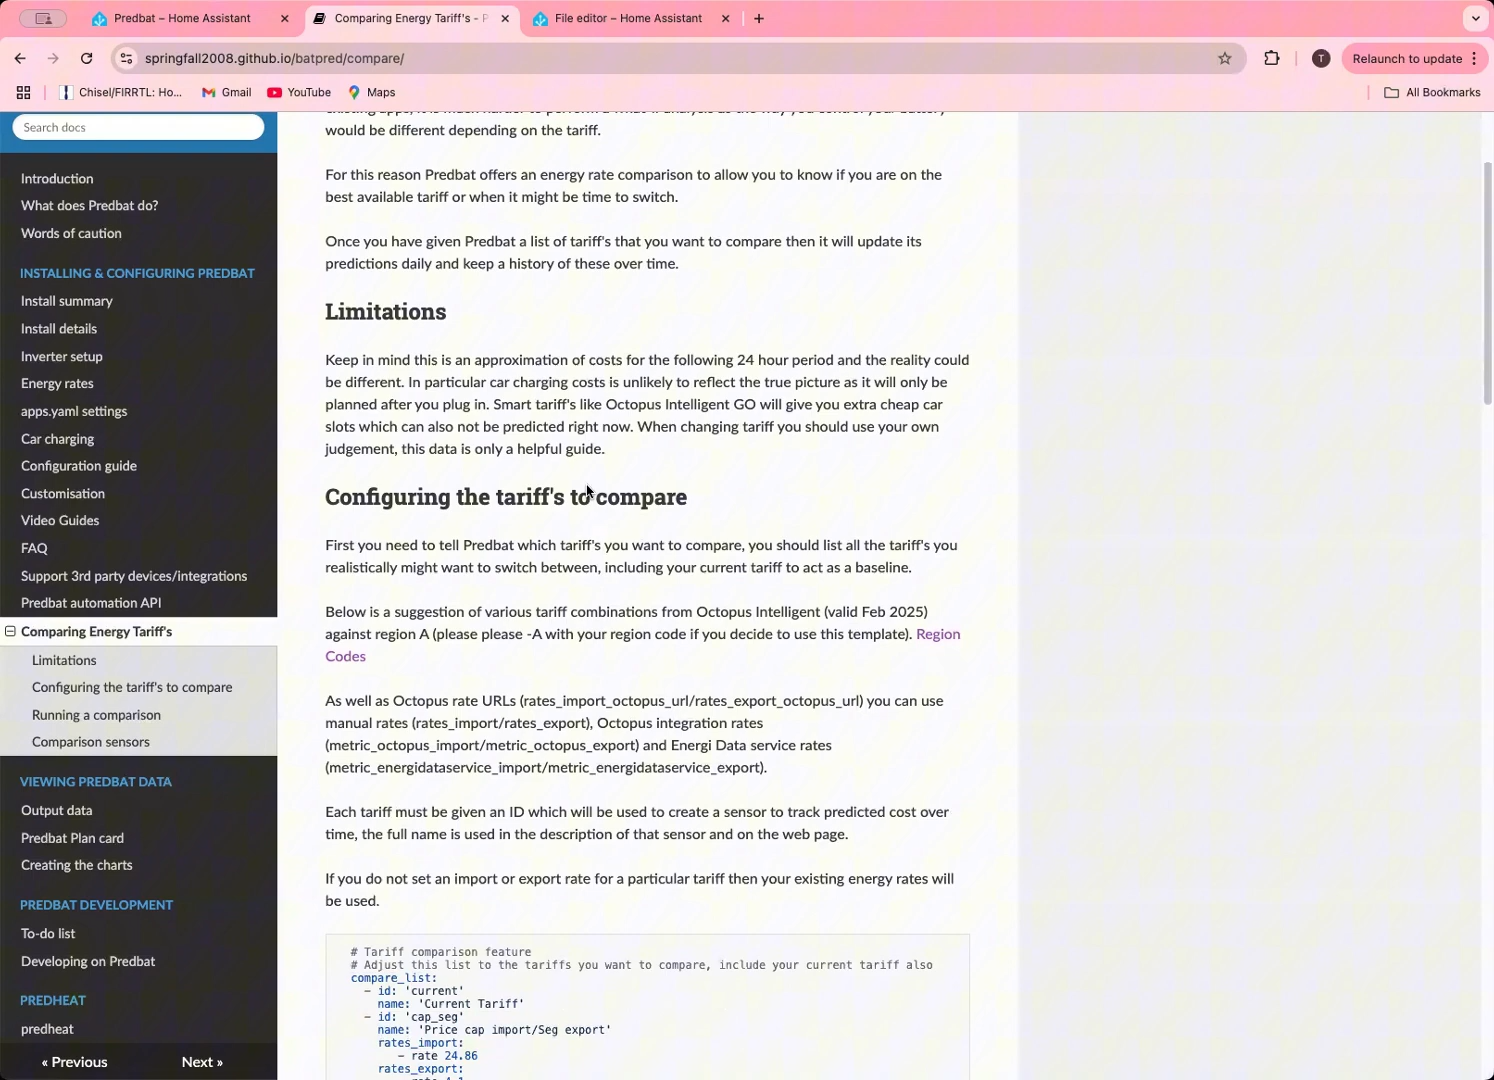 Predbat – Home Assistant
Comparing Energy Tariff's - P
File editor – Home Assistant
springfall2008.github.io/batpred/compare/
T
Relaunch to update
Chisel/FIRRTL: Ho...
Gmail
YouTube
Maps
All Bookmarks
Search docs
Introduction
What does Predbat do?
Words of caution
INSTALLING & CONFIGURING PREDBAT
Install summary
Install details
Inverter setup
Energy rates
apps.yaml settings
Car charging
Configuration guide
Customisation
Video Guides
FAQ
Support 3rd party devices/integrations
Predbat automation API
Comparing Energy Tariff's
Limitations
Configuring the tariff's to compare
Running a comparison
Comparison sensors
VIEWING PREDBAT DATA
Output data
Predbat Plan card
Creating the charts
PREDBAT DEVELOPMENT
To-do list
Developing on Predbat
PREDHEAT
predheat
« Previous
Next »
would be different depending on the tariff.
For this reason Predbat offers an energy rate comparison to allow you to know if you are on the
best available tariff or when it might be time to switch.
Once you have given Predbat a list of tariff's that you want to compare then it will update its
predictions daily and keep a history of these over time.
Limitations
Keep in mind this is an approximation of costs for the following 24 hour period and the reality could
be different. In particular car charging costs is unlikely to reflect the true picture as it will only be
planned after you plug in. Smart tariff's like Octopus Intelligent GO will give you extra cheap car
slots which can also not be predicted right now. When changing tariff you should use your own
judgement, this data is only a helpful guide.
Configuring the tariff's to compare
First you need to tell Predbat which tariff's you want to compare, you should list all the tariff's you
realistically might want to switch between, including your current tariff to act as a baseline.
Below is a suggestion of various tariff combinations from Octopus Intelligent (valid Feb 2025)
against region A (please please -A with your region code if you decide to use this template). Region
Codes
As well as Octopus rate URLs (rates_import_octopus_url/rates_export_octopus_url) you can use
manual rates (rates_import/rates_export), Octopus integration rates
(metric_octopus_import/metric_octopus_export) and Energi Data service rates
(metric_energidataservice_import/metric_energidataservice_export).
Each tariff must be given an ID which will be used to create a sensor to track predicted cost over
time, the full name is used in the description of that sensor and on the web page.
If you do not set an import or export rate for a particular tariff then your existing energy rates will
be used.
# Tariff comparison feature
# Adjust this list to the tariffs you want to compare, include your current tariff also
compare_list:
- id: 'current'
name: 'Current Tariff'
- id: 'cap_seg'
name: 'Price cap import/Seg export'
rates_import:
- rate 24.86
rates_export: